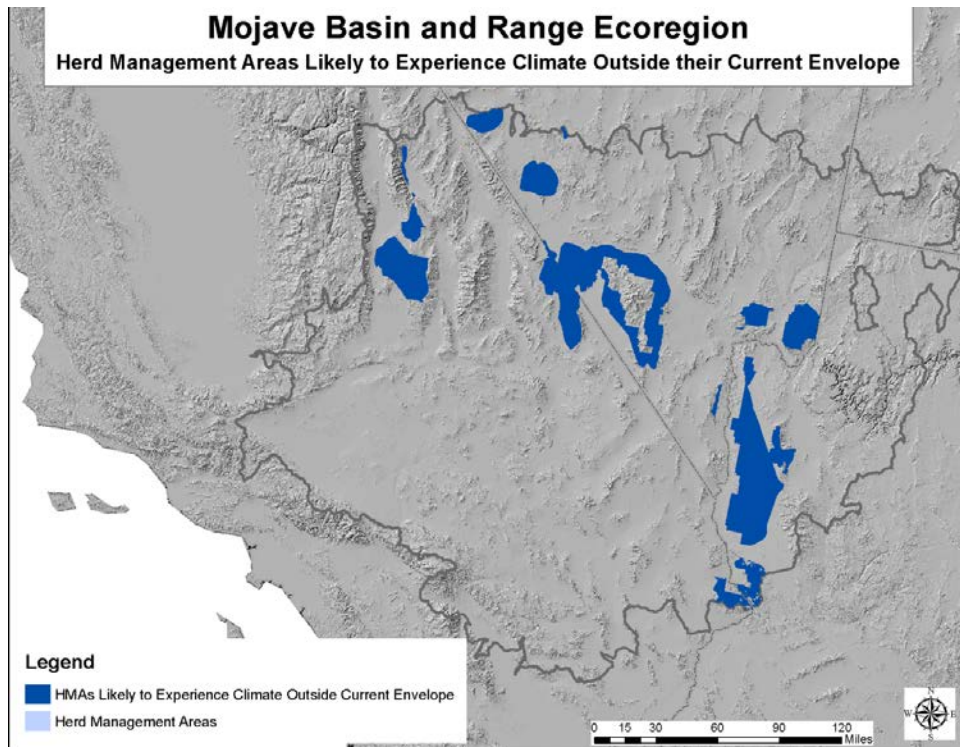 Mojave Basin and Range Ecoregion
Herd Management Areas Likely to Experience Climate Outside their Current Envelope
Legend
HMAs Likely to Experience Climate Outside Current Envelope
Herd Management Areas
0 15 30 60 90 120
Miles
N
W E
S